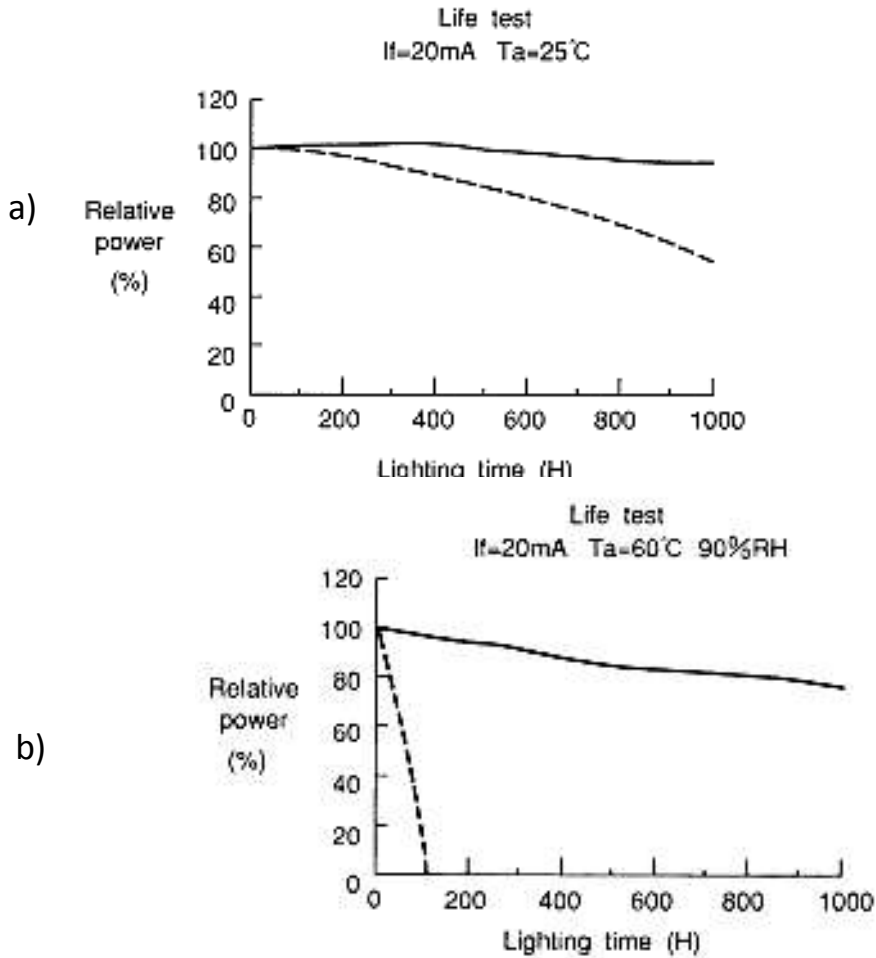 Life test
If=20mA Ta=25℃
a)
Relative
power
(%)
120
100
80
60
40
20
0
0 200 400 600 800 1000
Lighting time (H)
Life test
If=20mA Ta=60℃ 90%RH
b)
Relative
power
(%)
120
100
80
60
40
20
0
0 200 400 600 800 1000
Lighting time (H)